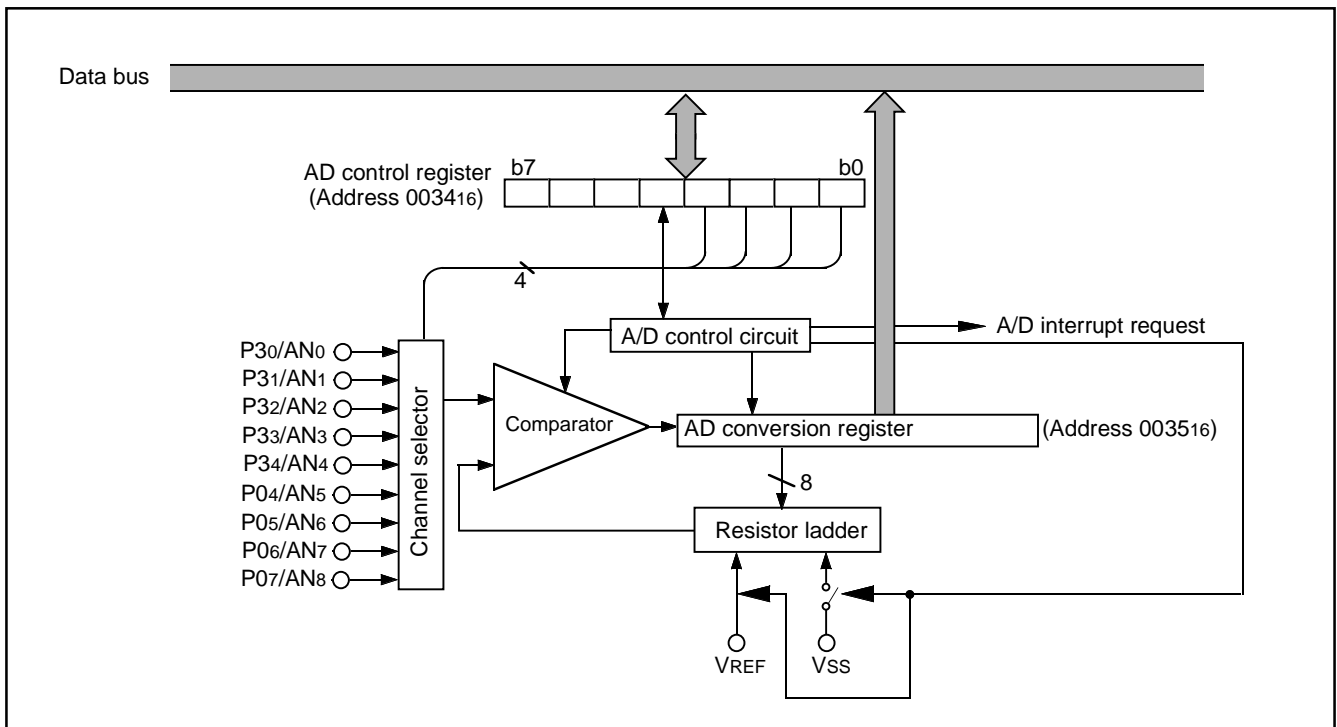 Data bus
AD control register
(Address 003416)
b7
b0
4
A/D control circuit
A/D interrupt request
P30/AN0
P31/AN1
P32/AN2
P33/AN3
P34/AN4
P04/AN5
P05/AN6
P06/AN7
P07/AN8
Channel selector
Comparator
AD conversion register
(Address 003516)
8
Resistor ladder
VREF
VSS